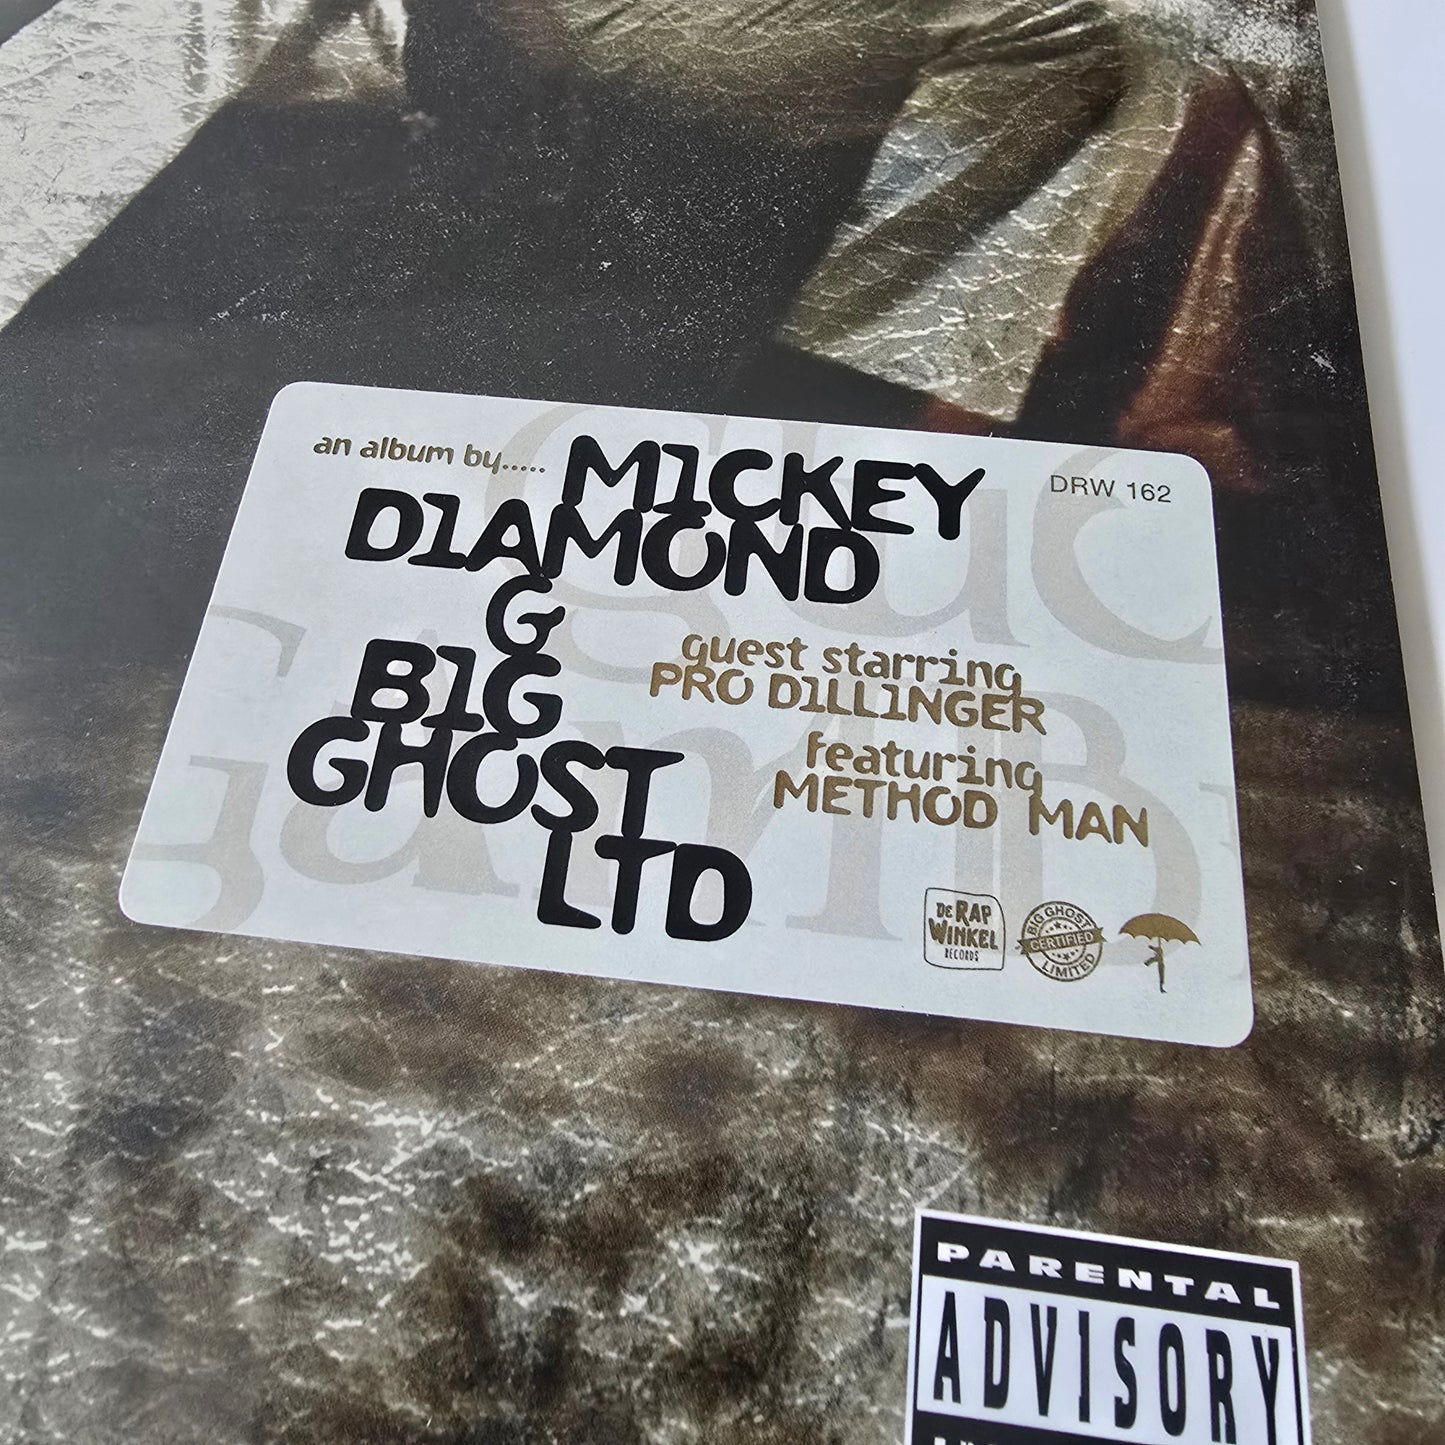 an album by.....
M1CKEY
D1AMOND
G
B1G
GHOST
LTD
DRW 162
guest starring
PRO D1LL1NGER
featur1ng
METHOD MAN
DE RAP
WINKEL
RECORDS
BIG GHOST
CERTIFIED
LIMITED
PARENTAL
ADVISORY